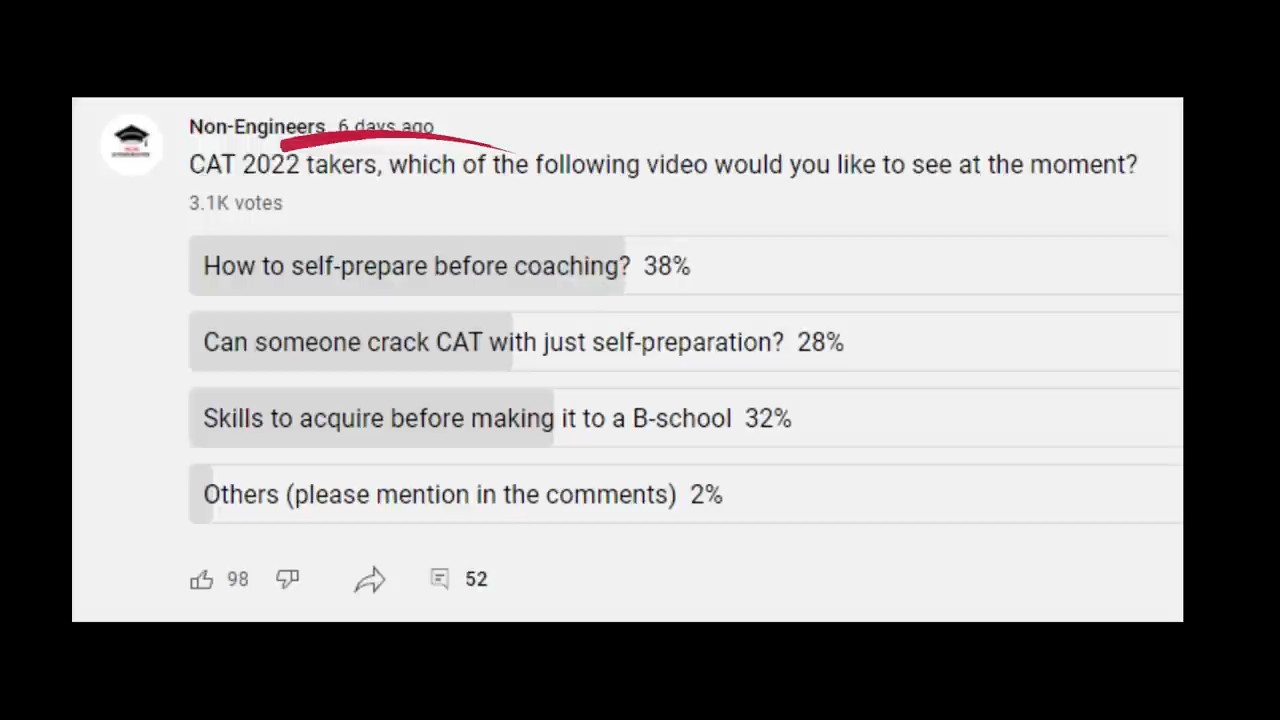 Non-Engineers 6 days ago
CAT 2022 takers, which of the following video would you like to see at the moment?
3.1K votes
How to self-prepare before coaching? 38%
Can someone crack CAT with just self-preparation? 28%
Skills to acquire before making it to a B-school 32%
Others (please mention in the comments) 2%
98 52